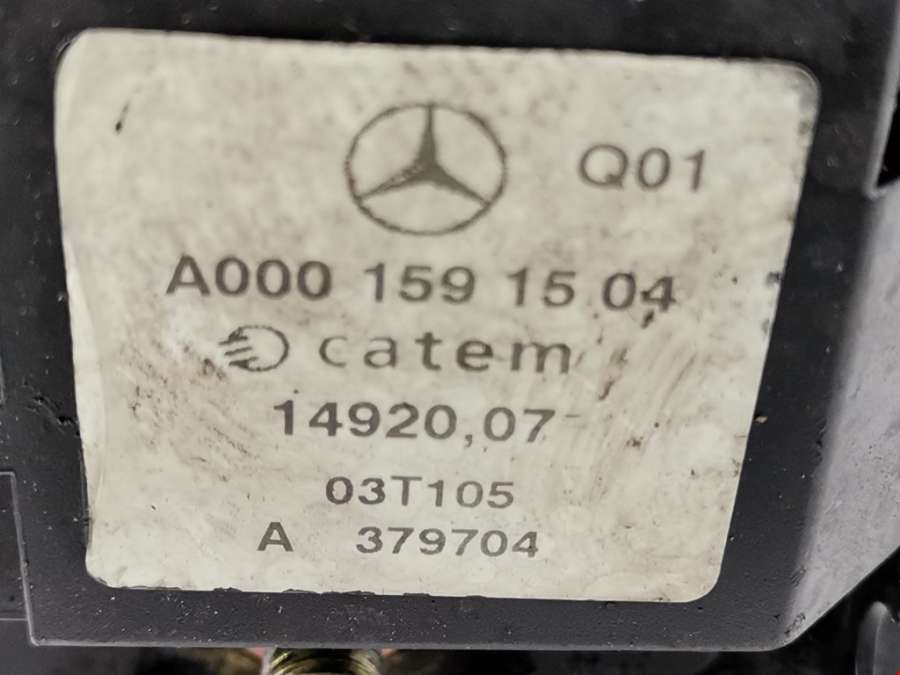 Q01
A000 159 15 04
catem
14920,07
03T105
A 379704